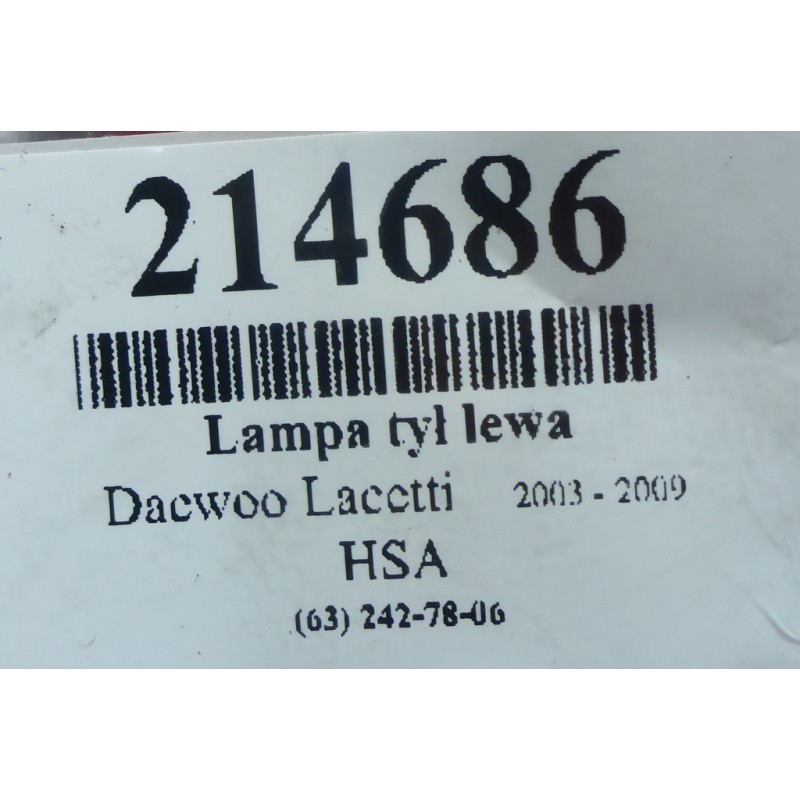 214686
Lampa tył lewa
Daewoo Lacetti 2003 - 2009
HSA
(63) 242-78-06